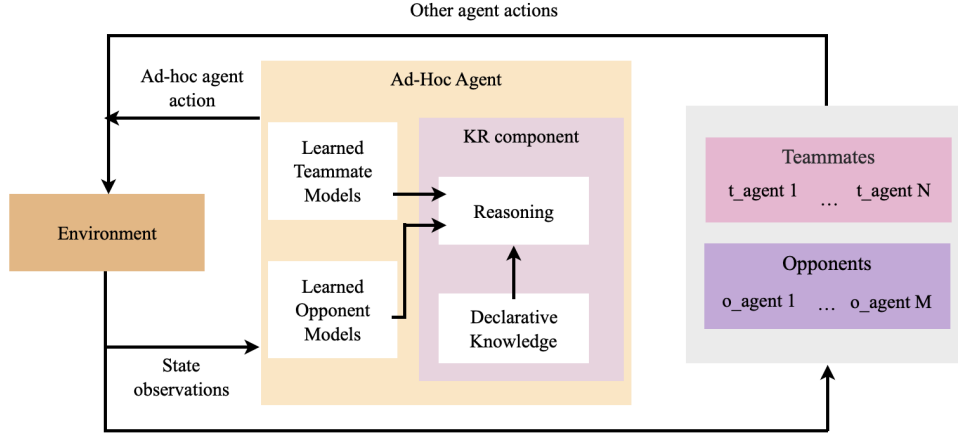 Other agent actions
Ad-hoc agent
action
Ad-Hoc Agent
Learned
Teammate
Models
KR component
Reasoning
Teammates
t_agent 1 ... t_agent N
Environment
Learned
Opponent
Models
Declarative
Knowledge
Opponents
o_agent 1 ... o_agent M
State
observations